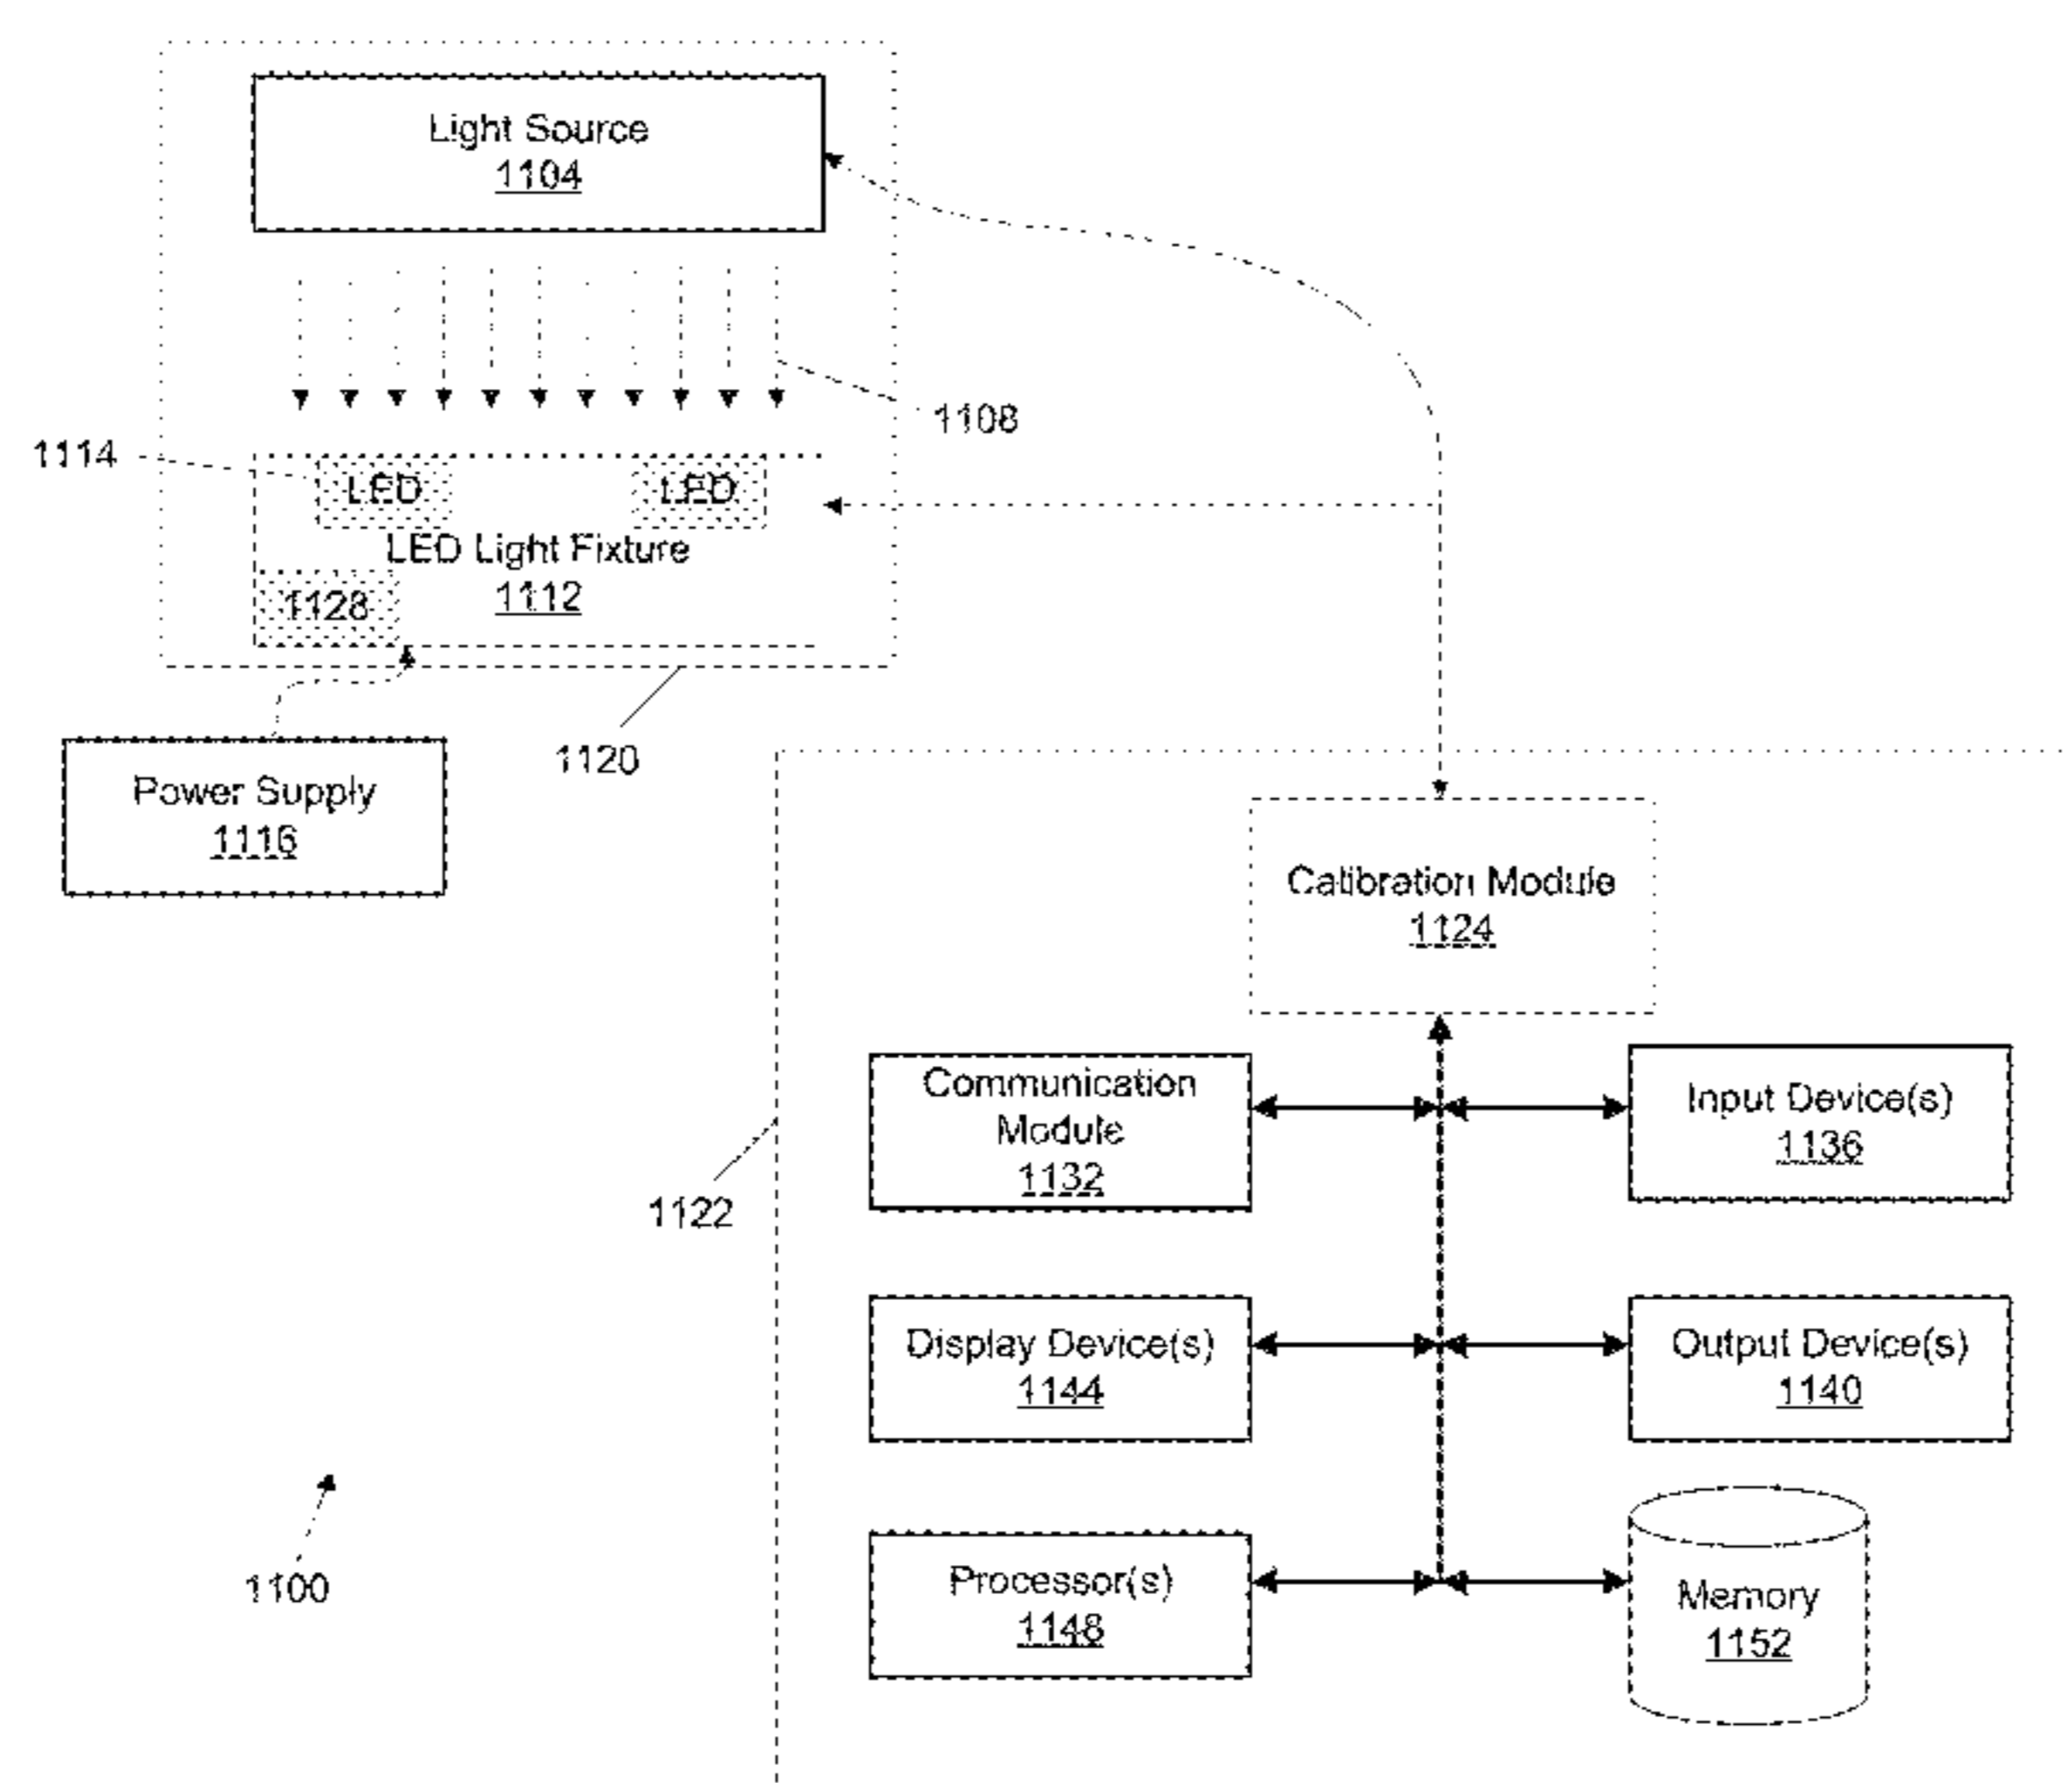 Light Source
1104
1108
1114
LED
LED
LED Light Fixture
1128
1112
1120
Power Supply
1116
Calibration Module
1124
Communication
Module
1132
Input Device(s)
1136
1122
Display Device(s)
1144
Output Device(s)
1140
1100
Processor(s)
1148
Memory
1152